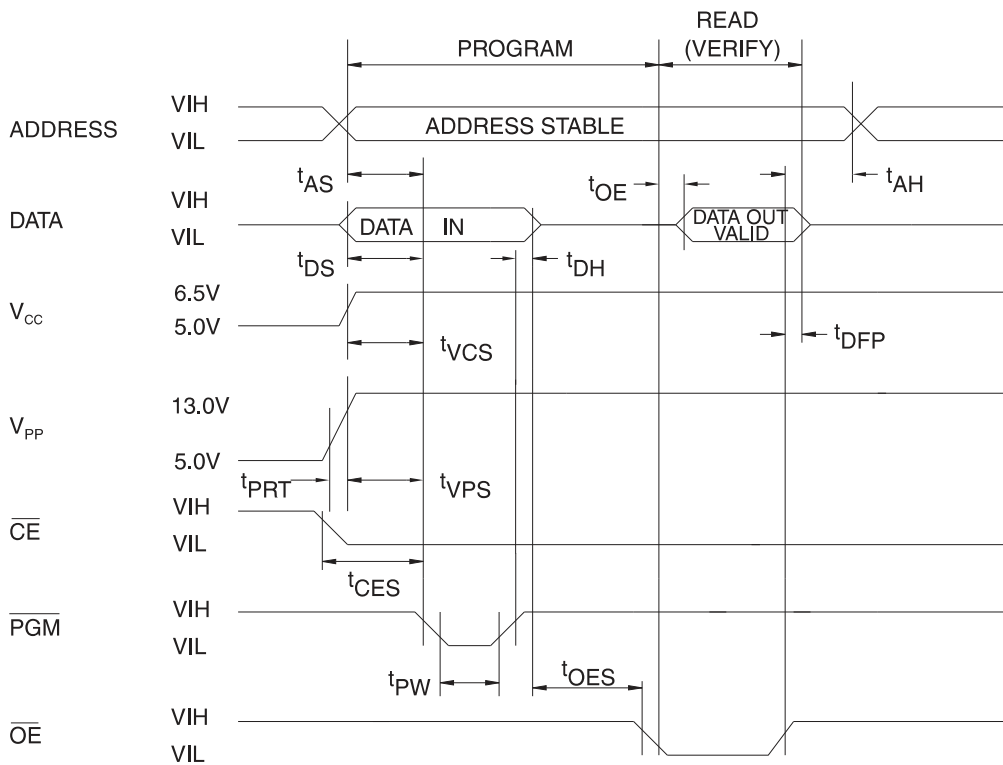 READ
PROGRAM (VERIFY)
ADDRESS VIH
VIL ADDRESS STABLE
tAS tOE tAH
DATA VIH
VIL DATA IN DATA OUT
VALID
tDS tDH
VCC 6.5V
5.0V
tVCS tDFP
VPP 13.0V
5.0V
tPRT tVPS
CE VIH
VIL
tCES
PGM VIH
VIL
tPW tOES
OE VIH
VIL